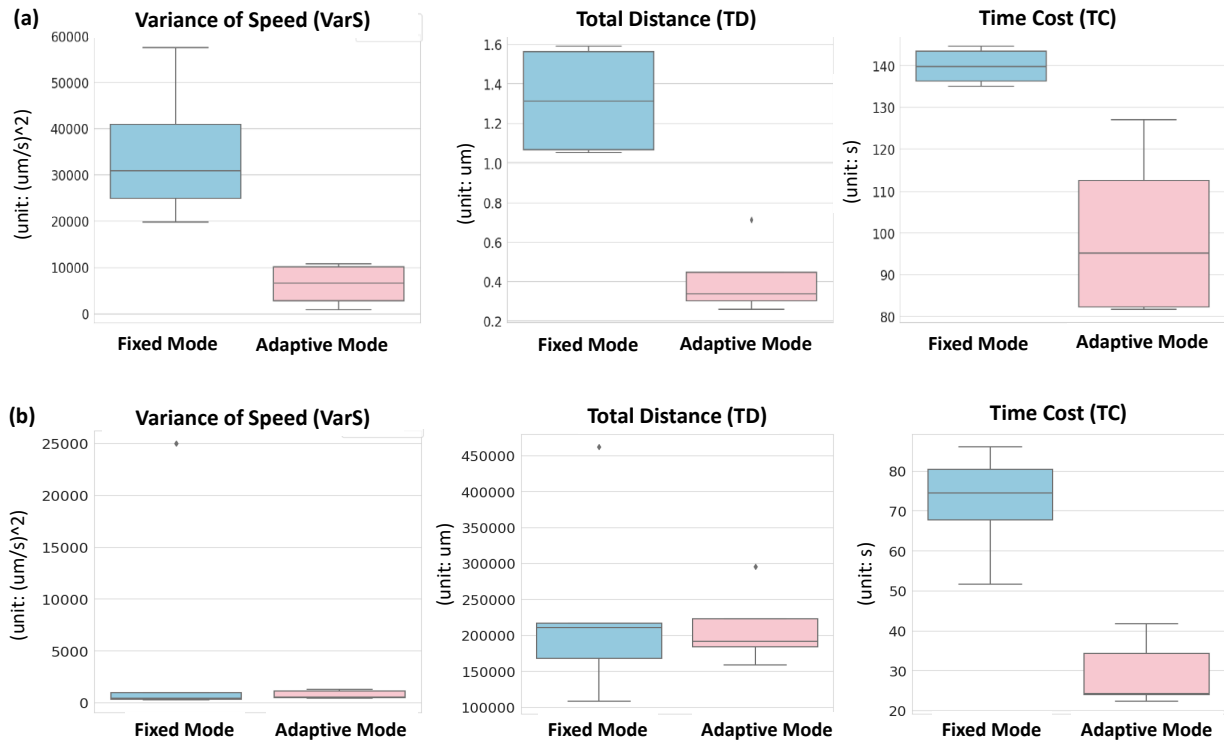 (a)
Variance of Speed (VarS)
(unit: (um/s)^2)
60000
50000
40000
30000
20000
10000
0
Fixed Mode Adaptive Mode
Total Distance (TD)
(unit: um)
1.6
1.4
1.2
1.0
0.8
0.6
0.4
0.2
Fixed Mode Adaptive Mode
Time Cost (TC)
(unit: s)
140
130
120
110
100
90
80
Fixed Mode Adaptive Mode
(b)
Variance of Speed (VarS)
(unit: (um/s)^2)
25000
20000
15000
10000
5000
0
Fixed Mode Adaptive Mode
Total Distance (TD)
(unit: um)
450000
400000
350000
300000
250000
200000
150000
100000
Fixed Mode Adaptive Mode
Time Cost (TC)
(unit: s)
80
70
60
50
40
30
20
Fixed Mode Adaptive Mode